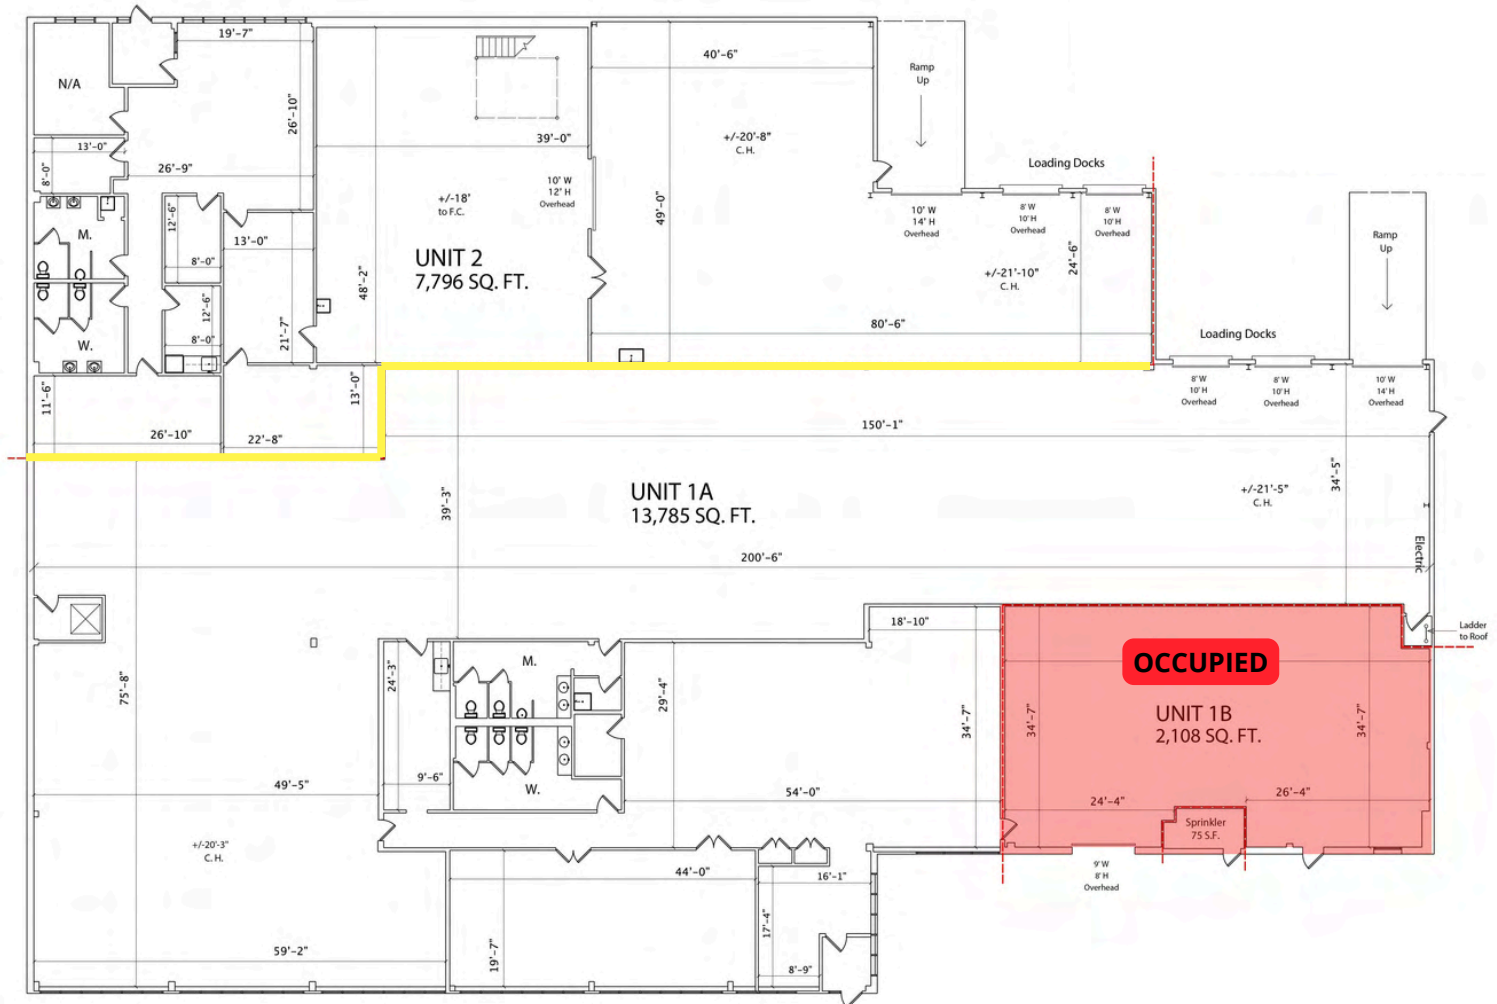 19'-7"
N/A
26'-10"
13'-0"
8'-0"
26'-9"
M.
12'-6"
8'-0"
13'-0"
W.
12'-6"
8'-0"
21'-7"
11'-6"
26'-10"
22'-8"
13'-0"
39'-0"
+/-18'
to F.C.
10' W
12' H
Overhead
UNIT 2
7,796 SQ. FT.
48'-2"
40'-6"
+/-20'-8"
C. H.
49'-0"
Ramp
Up
Loading Docks
10' W
14' H
Overhead
8' W
10' H
Overhead
8' W
10' H
Overhead
24'-6"
+/-21'-10"
C. H.
80'-6"
Ramp
Up
Loading Docks
8' W
10' H
Overhead
8' W
10' H
Overhead
10' W
14' H
Overhead
150'-1"
39'-3"
UNIT 1A
13,785 SQ. FT.
+/-21'-5"
C. H.
34'-5"
Electric
200'-6"
Ladder
to Roof
75'-8"
24'-3"
M.
18'-10"
29'-4"
34'-7"
OCCUPIED
34'-7"
UNIT 1B
2,108 SQ. FT.
34'-7"
49'-5"
9'-6"
W.
54'-0"
24'-4"
26'-4"
Sprinkler
75 S.F.
+/-20'-3"
C. H.
44'-0"
16'-1"
9' W
8' H
Overhead
17'-4"
59'-2"
19'-7"
8'-9"